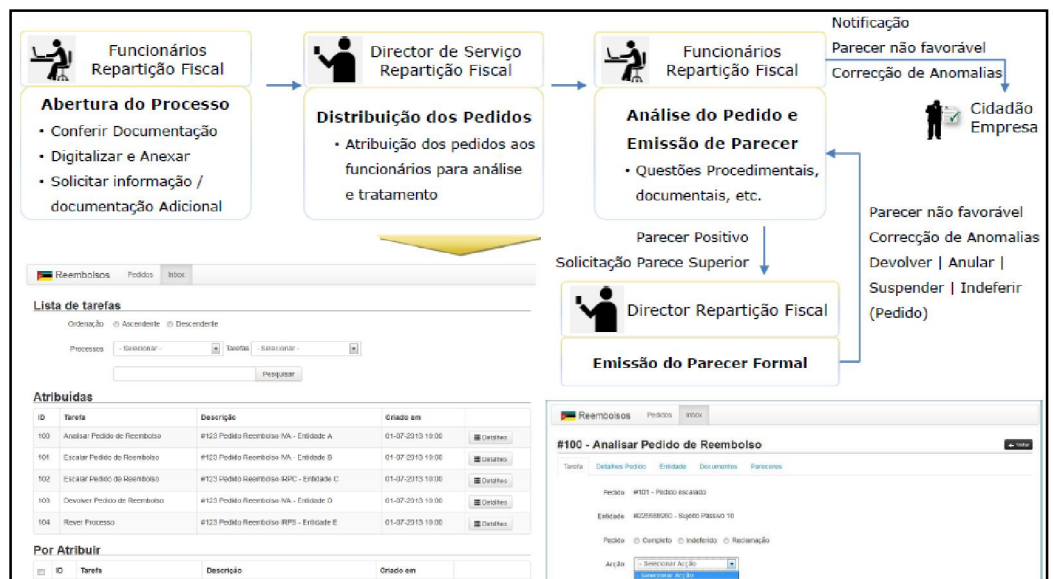 Funcionários
Repartição Fiscal
Abertura do Processo
• Conferir Documentação
• Digitalizar e Anexar
• Solicitar informação /
documentação Adicional
Director de Serviço
Repartição Fiscal
Distribuição dos Pedidos
• Atribuição dos pedidos aos
funcionários para análise
e tratamento
Funcionários
Repartição Fiscal
Análise do Pedido e
Emissão de Parecer
• Questões Procedimentais,
documentais, etc.
Notificação
Parecer não favorável
Correcção de Anomalias
Cidadão
Empresa
Parecer Positivo
Solicitação Parece Superior
Parecer não favorável
Correcção de Anomalias
Devolver | Anular |
Suspender | Indeferir
(Pedido)
Director Repartição Fiscal
Emissão do Parecer Formal
Reembolsos Pedidos Inbox
Lista de tarefas
Ordenação Ascendente Descendente
Processos - Selecionar - Tarefas - Selecionar -
Pesquisar
Atribuídas
ID Tarefa Descrição Criado em
100 Analisar Pedido de Reembolso #123 Pedido Reembolso IVA - Entidade A 01-07-2013 10:00 Detalhes
101 Escalar Pedido de Reembolso #123 Pedido Reembolso IVA - Entidade B 01-07-2013 10:00 Detalhes
102 Escalar Pedido de Reembolso #123 Pedido Reembolso IRPC - Entidade C 01-07-2013 10:00 Detalhes
103 Devolver Pedido de Reembolso #123 Pedido Reembolso IVA - Entidade D 01-07-2013 10:00 Detalhes
104 Rever Processo #123 Pedido Reembolso IRPS - Entidade E 01-07-2013 10:00 Detalhes
Por Atribuir
ID Tarefa Descrição Criado em
Reembolsos Pedidos Inbox
#100 - Analisar Pedido de Reembolso
Voltar
Tarefa Detalhes Pedido Entidade Documentos Pareceres
Pedido #101 - Pedido escalado
Entidade - Sujeito Passivo 10
Pedido Completo Indeferido Reclamação
Acção - Selecionar Acção
- Selecionar Acção